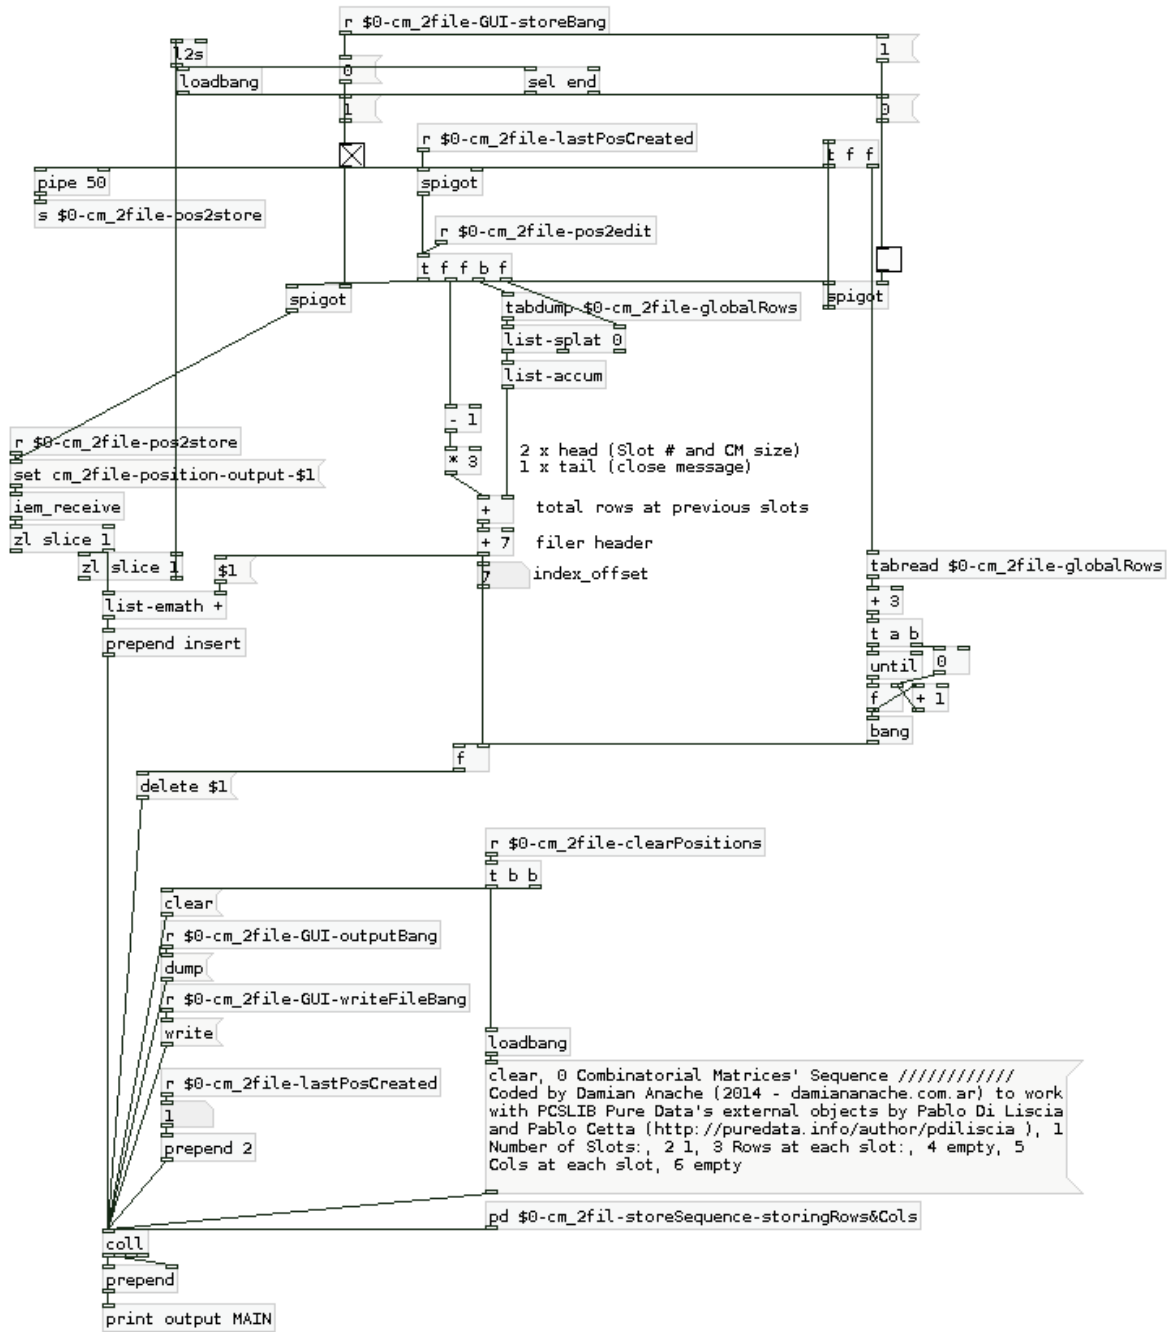 r $0-cm_2file-GUI-storeBang
l2s
0
1
loadbang
sel end
1
0
r $0-cm_2file-lastPosCreated
t f f
pipe 50
spigot
s $0-cm_2file-pos2store
r $0-cm_2file-pos2edit
t f f b f
spigot
spigot
tabdump $0-cm_2file-globalRows
list-splat 0
list-accum
- 1
r $0-cm_2file-pos2store
2 x head (Slot # and CM size)
* 3
1 x tail (close message)
set cm_2file-position-output-$1
iem_receive
+
total rows at previous slots
zl slice 1
+ 7
filer header
zl slice 1
$1
7
index_offset
tabread $0-cm_2file-globalRows
list-emath +
+ 3
prepend insert
t a b
until
0
f
+ 1
bang
f
delete $1
r $0-cm_2file-clearPositions
t b b
clear
r $0-cm_2file-GUI-outputBang
dump
r $0-cm_2file-GUI-writeFileBang
write
loadbang
r $0-cm_2file-lastPosCreated
1
prepend 2
clear, 0 Combinatorial Matrices' Sequence ////////////
Coded by Damian Anache (2014 - damiananache.com.ar) to work
with PCSLIB Pure Data's external objects by Pablo Di Liscia
and Pablo Cetta (http://puredata.info/author/pdiliscia ), 1
Number of Slots:, 2 1, 3 Rows at each slot:, 4 empty, 5
Cols at each slot, 6 empty
pd $0-cm_2fil-storeSequence-storingRows&Cols
coll
prepend
print output MAIN